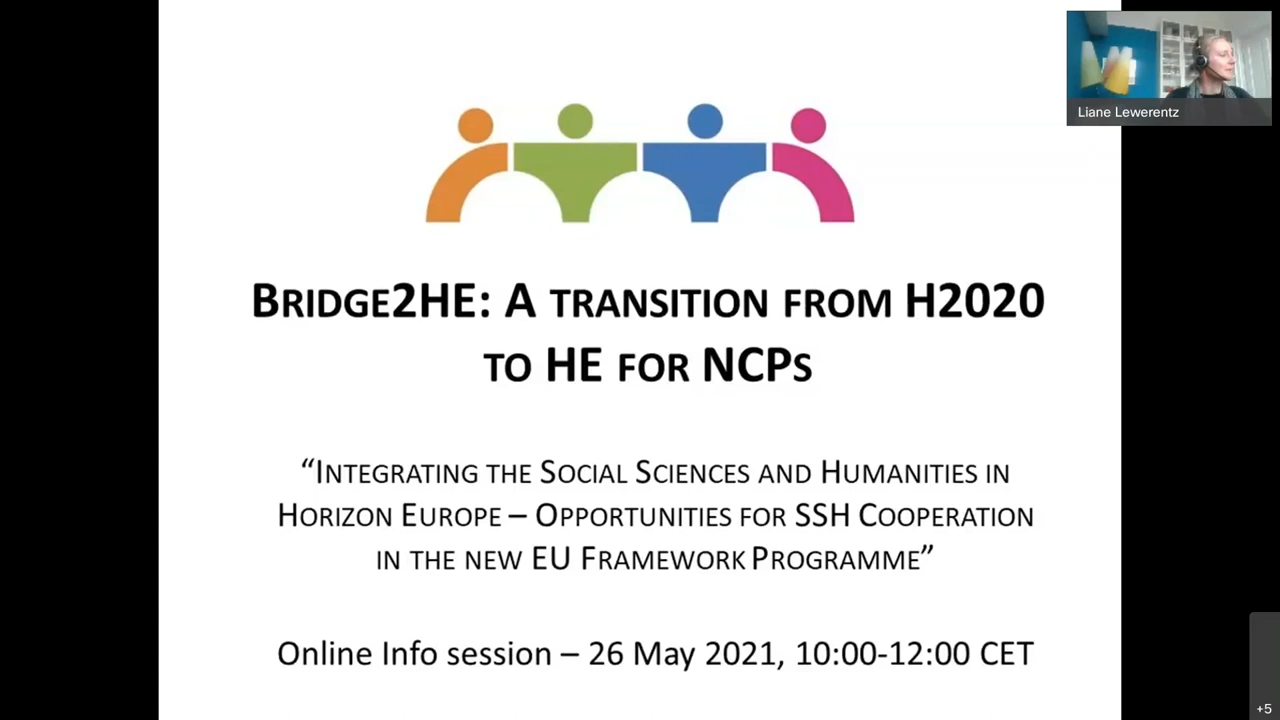 Liane Lewerentz
Bridge2HE: A transition from H2020
to HE for NCPs
“Integrating the Social Sciences and Humanities in
Horizon Europe – Opportunities for SSH Cooperation
in the new EU Framework Programme”
Online Info session – 26 May 2021, 10:00-12:00 CET
+5